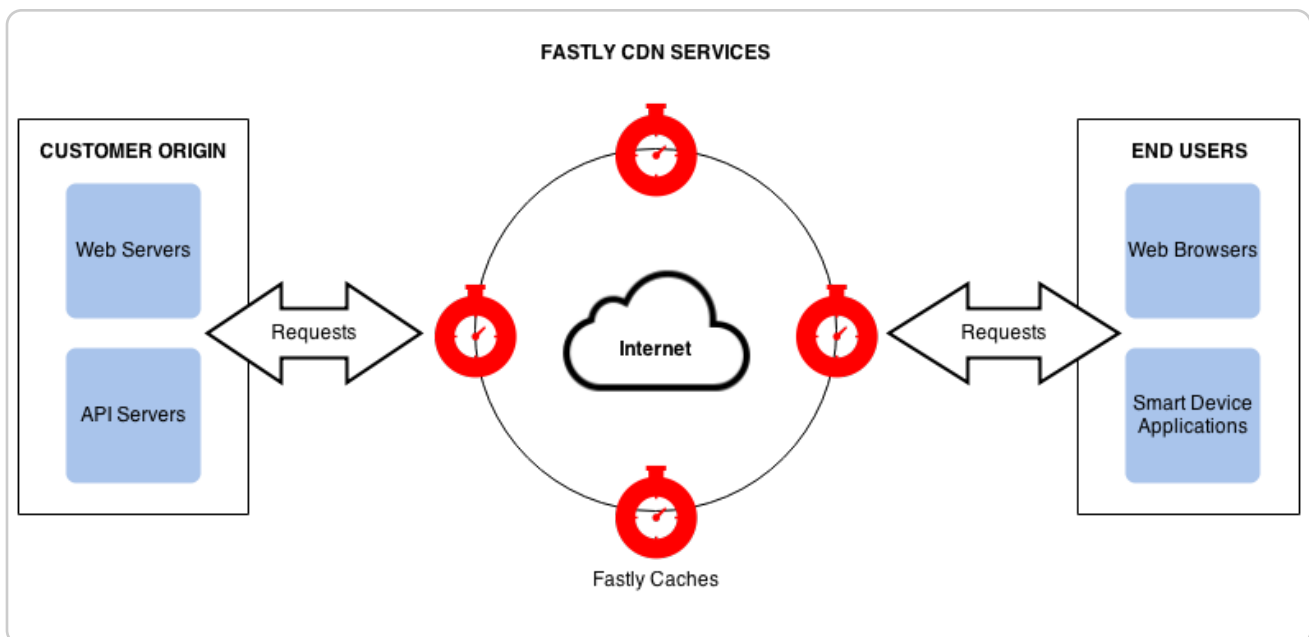 FASTLY CDN SERVICES
CUSTOMER ORIGIN
Web Servers
API Servers
Requests
Internet
Fastly Caches
Requests
END USERS
Web Browsers
Smart Device
Applications